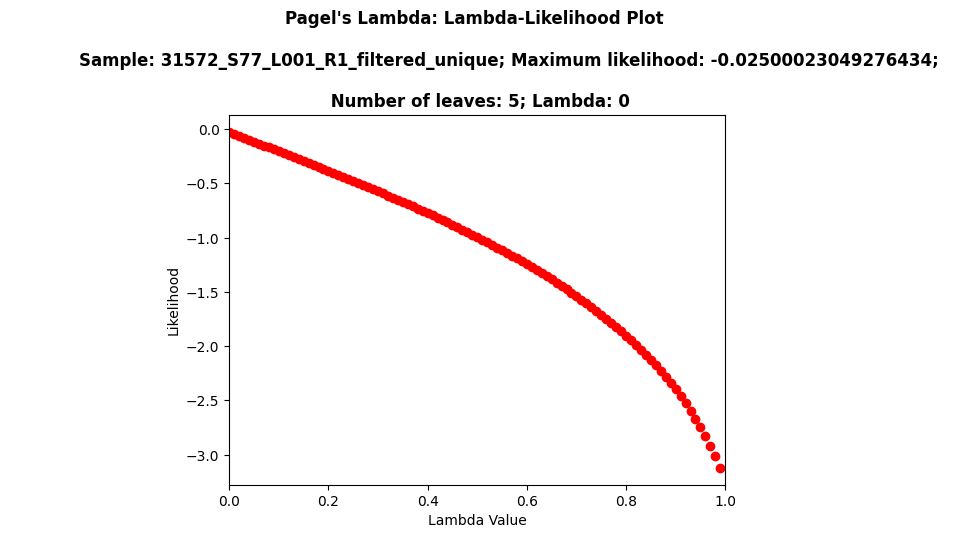 Pagel's Lambda: Lambda-Likelihood Plot
Sample: 31572_S77_L001_R1_filtered_unique; Maximum likelihood: -0.02500023049276434;
Number of leaves: 5; Lambda: 0
0.0
−0.5
−1.0
−1.5
−2.0
−2.5
−3.0
Likelihood
0.0 0.2 0.4 0.6 0.8 1.0
Lambda Value